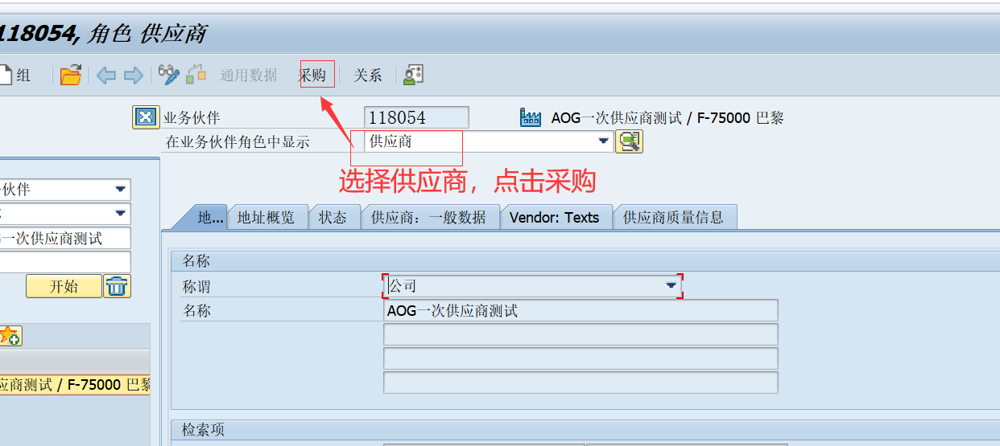 118054, 角色 供应商
组
通用数据
采购
关系
业务伙伴
118054
AOG一次供应商测试 / F-75000 巴黎
在业务伙伴角色中显示
供应商
选择供应商，点击采购
伙伴
一次供应商测试
开始
应商测试 / F-75000 巴黎
地...
地址概览
状态
供应商：一般数据
Vendor: Texts
供应商质量信息
名称
称谓
公司
名称
AOG一次供应商测试
检索项